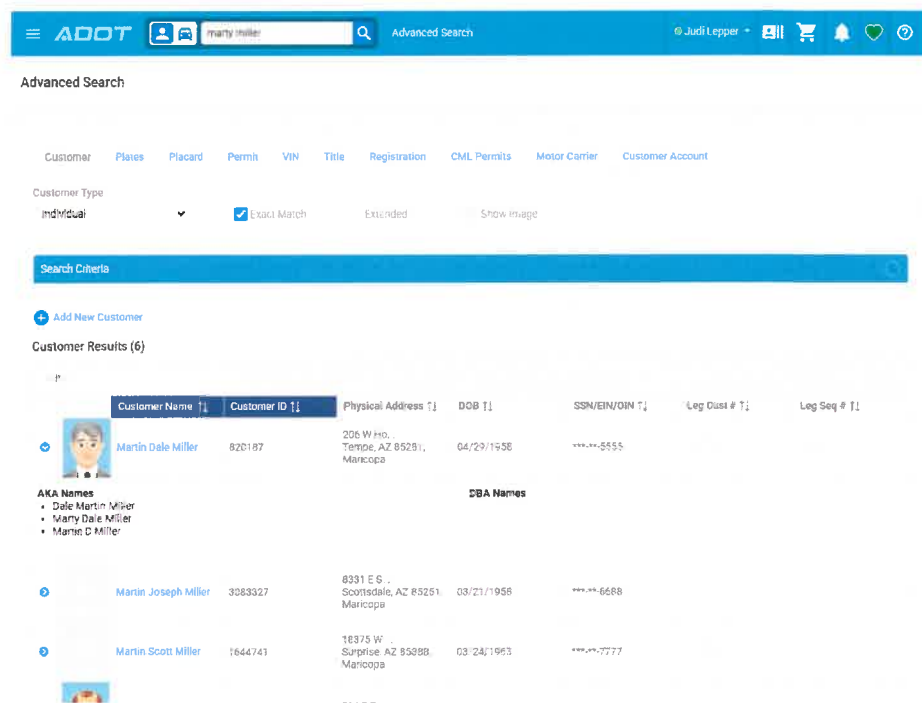 ADOT marty miller Advanced Search Judi Lepper
Advanced Search
Customer Plates Placard Permit VIN Title Registration CML Permits Motor Carrier Customer Account
Customer Type
Individual Exact Match Extended Show Image
Search Criteria
Add New Customer
Customer Results (6)
Customer Name Customer ID Physical Address DOB SSN/EIN/OIN Leg Cust # Leg Seq #
Martin Dale Miller 820187 Tempe, AZ 85281, Maricopa 04/29/1958 ***-**-5555
AKA Names DBA Names
• Dale Martin Miller
• Marty Dale Miller
• Martin D Miller
8331 E S...
Martin Joseph Miller 3083327 Scottsdale, AZ 85251, 03/21/1958 ***-**-6688
Maricopa
18375 W ...
Martin Scott Miller 1644741 Surprise, AZ 85388, 03/24/1963 ***-**-7777
Maricopa